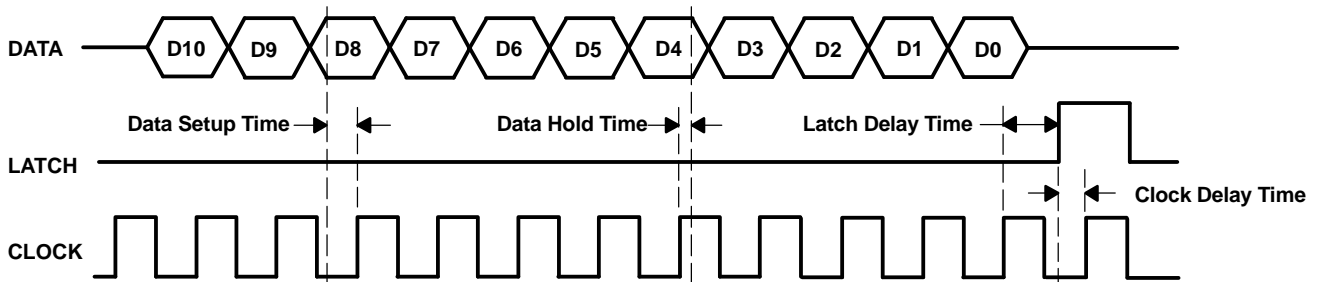 DATA
D10 D9 D8 D7 D6 D5 D4 D3 D2 D1 D0
Data Setup Time
Data Hold Time
Latch Delay Time
LATCH
Clock Delay Time
CLOCK